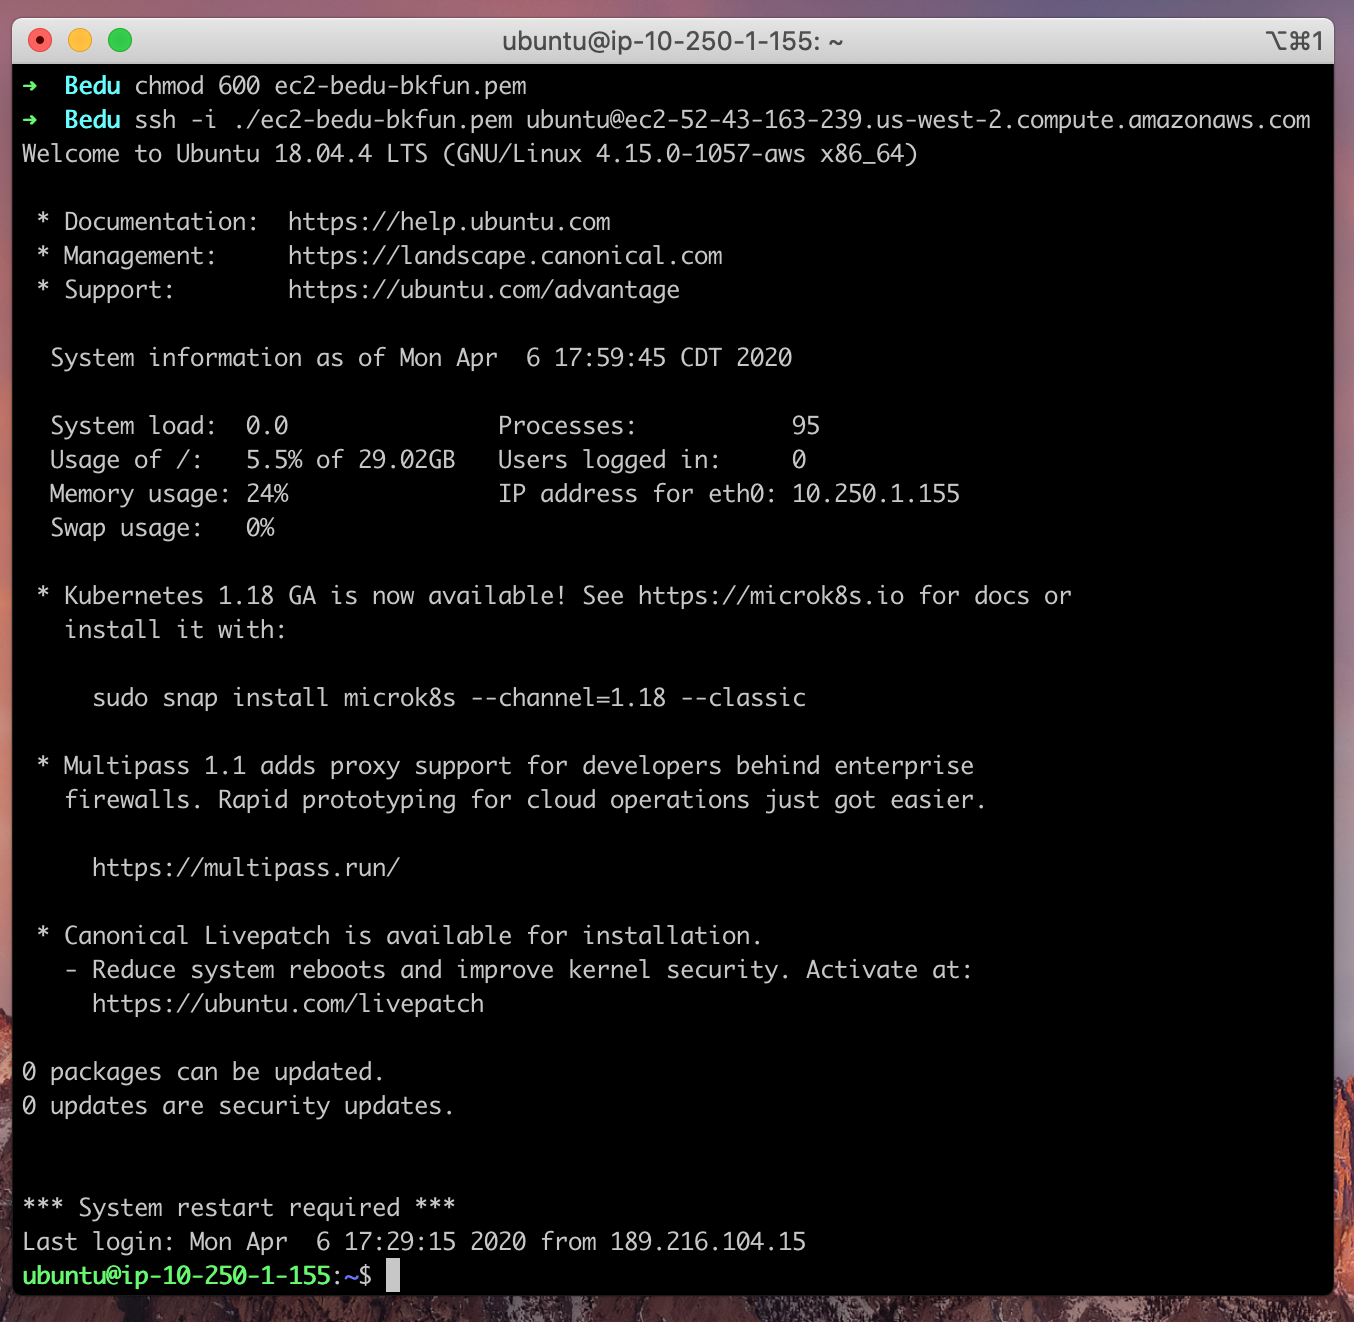 ubuntu@ip-10-250-1-155: ~ ⌥⌘1
➜  Bedu chmod 600 ec2-bedu-bkfun.pem
➜  Bedu ssh -i ./ec2-bedu-bkfun.pem ubuntu@ec2-52-43-163-239.us-west-2.compute.amazonaws.com
Welcome to Ubuntu 18.04.4 LTS (GNU/Linux 4.15.0-1057-aws x86_64)
 * Documentation:  https://help.ubuntu.com
 * Management:     https://landscape.canonical.com
 * Support:        https://ubuntu.com/advantage
  System information as of Mon Apr  6 17:59:45 CDT 2020
  System load:  0.0               Processes:           95
  Usage of /:   5.5% of 29.02GB   Users logged in:     0
  Memory usage: 24%               IP address for eth0: 10.250.1.155
  Swap usage:   0%
 * Kubernetes 1.18 GA is now available! See https://microk8s.io for docs or
   install it with:
     sudo snap install microk8s --channel=1.18 --classic
 * Multipass 1.1 adds proxy support for developers behind enterprise
   firewalls. Rapid prototyping for cloud operations just got easier.
     https://multipass.run/
 * Canonical Livepatch is available for installation.
   - Reduce system reboots and improve kernel security. Activate at:
     https://ubuntu.com/livepatch
0 packages can be updated.
0 updates are security updates.
*** System restart required ***
Last login: Mon Apr  6 17:29:15 2020 from 189.216.104.15
ubuntu@ip-10-250-1-155:~$